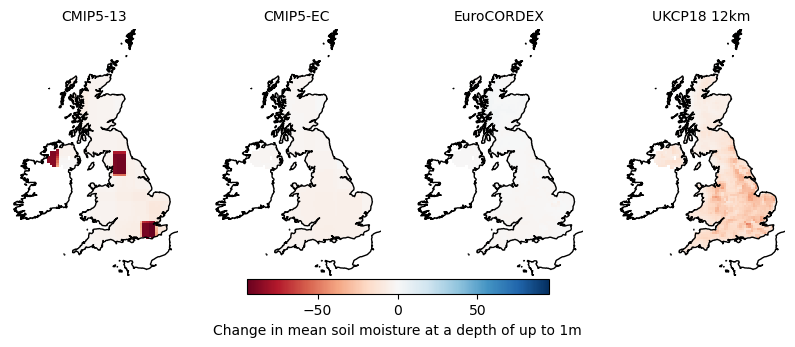 CMIP5-13 CMIP5-EC EuroCORDEX UKCP18 12km
−50 0 50
Change in mean soil moisture at a depth of up to 1m